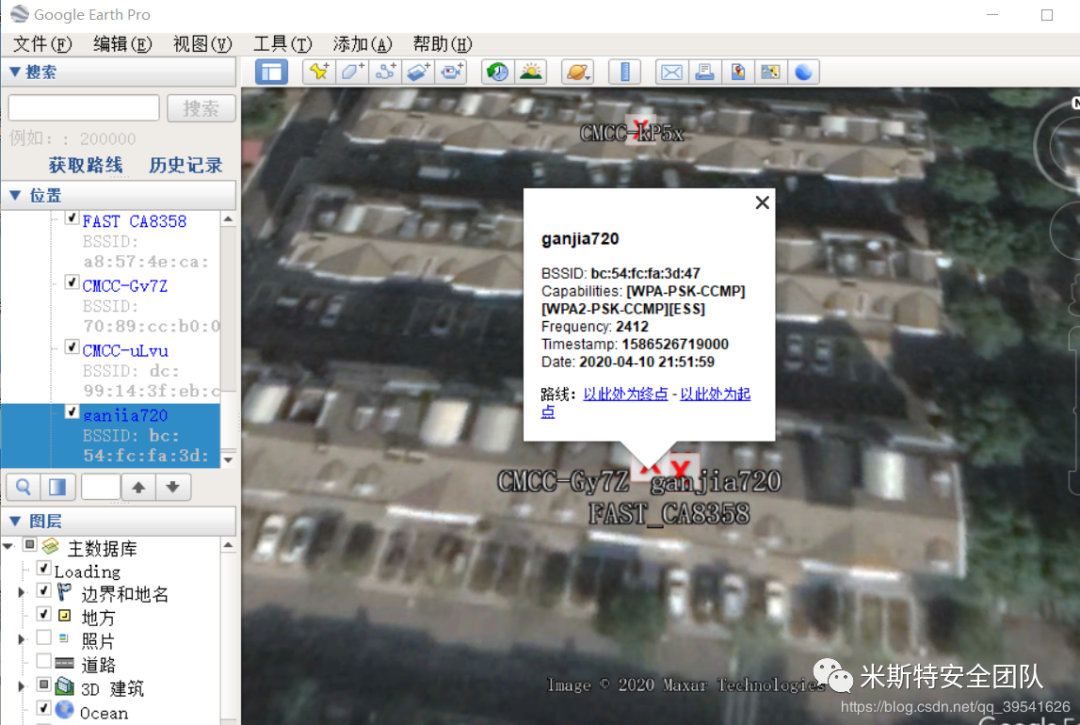 Google Earth Pro
文件(F) 编辑(E) 视图(V) 工具(T) 添加(A) 帮助(H)
搜索
搜索
例如：: 200000
获取路线 历史记录
位置
FAST CA8358
BSSID:
a8:57:4e:ca:
CMCC-Gy7Z
BSSID:
70:89:cc:b0:0
CMCC-uLvu
BSSID: dc:
99:14:3f:eb:c
ganjia720
BSSID: bc:
54:fc:fa:3d:
图层
主数据库
Loading
边界和地名
地方
照片
道路
3D 建筑
Ocean
CMCC-kP5x
N
ganjia720
BSSID: bc:54:fc:fa:3d:47
Capabilities: [WPA-PSK-CCMP]
[WPA2-PSK-CCMP][ESS]
Frequency: 2412
Timestamp: 1586526719000
Date: 2020-04-10 21:51:59
路线：以此处为终点 - 以此处为起
点
CMCC-Gy7Z ganjia720
FAST_CA8358
Image © 2020 Maxar Technologies
米斯特安全团队
https://blog.csdn.net/qq_39541626